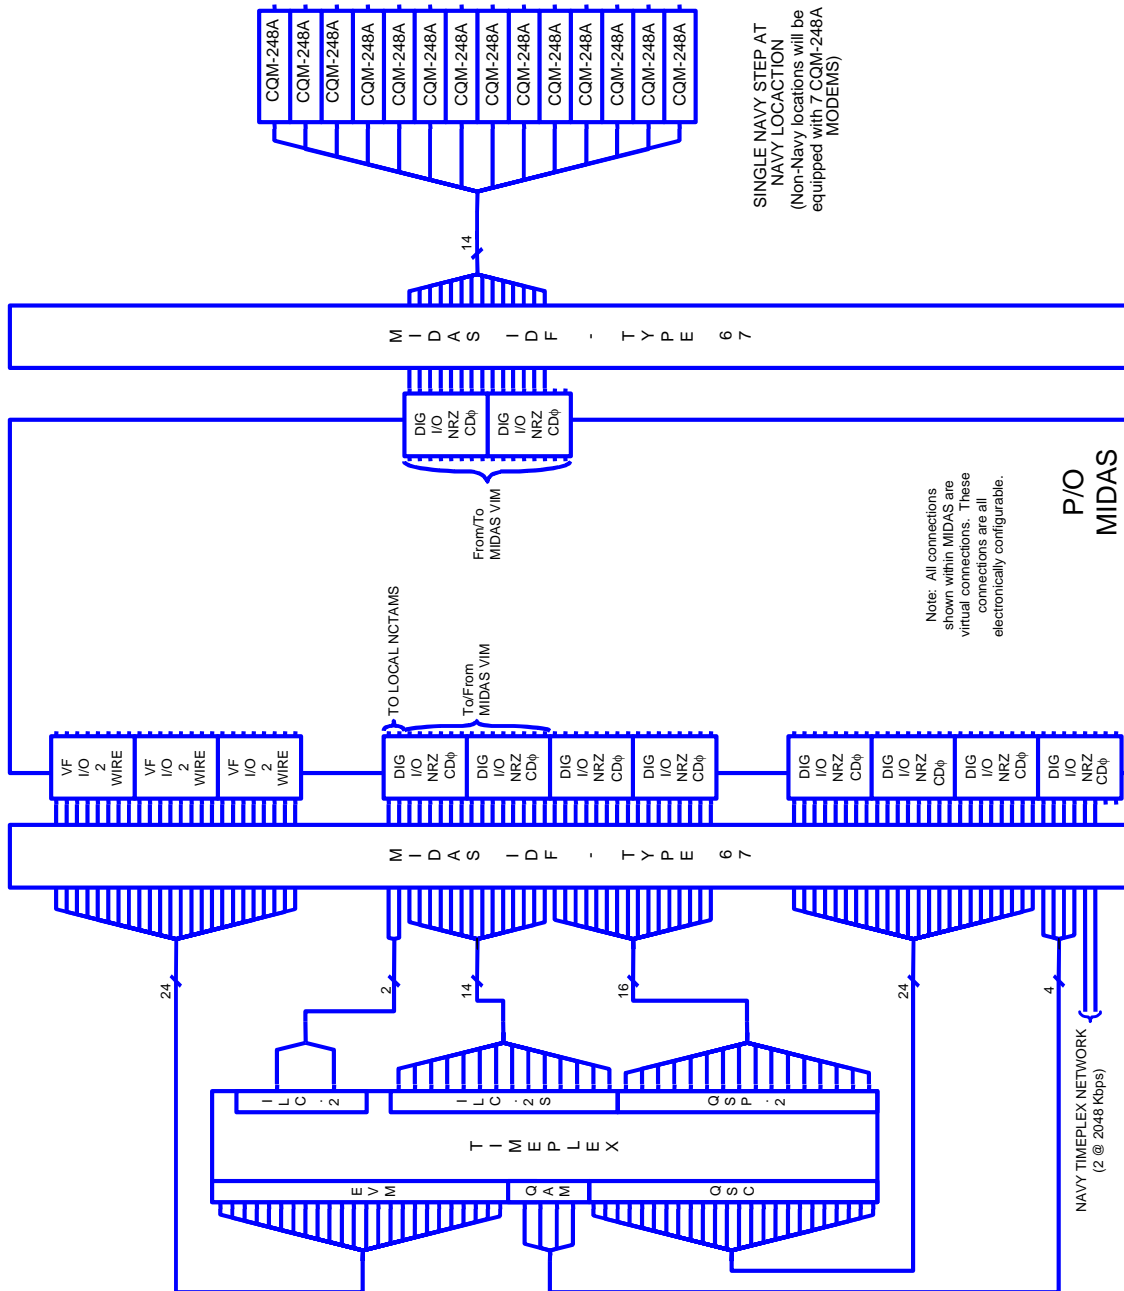 EVM
QAM
QSC
TIMEPLEX
ILC·2
ILC·2S
QSP·2
24
2
14
16
24
4
NAVY TIMEPLEX NETWORK
(2 @ 2048 Kbps)
MIDAS IDF - TYPE 67
VF
I/O
2
WIRE
VF
I/O
2
WIRE
VF
I/O
2
WIRE
DIG
I/O
NRZ
CDϕ
DIG
I/O
NRZ
CDϕ
DIG
I/O
NRZ
CDϕ
DIG
I/O
NRZ
CDϕ
DIG
I/O
NRZ
CDϕ
DIG
I/O
NRZ
CDϕ
DIG
I/O
NRZ
CDϕ
DIG
I/O
NRZ
CDϕ
TO LOCAL NCTAMS
To/From
MIDAS VIM
From/To
MIDAS VIM
Note: All connections
shown within MIDAS are
virtual connections. These
connections are all
electronically configurable.
P/O
MIDAS
DIG
I/O
NRZ
CDϕ
DIG
I/O
NRZ
CDϕ
MIDAS IDF - TYPE 67
14
CQM-248A
CQM-248A
CQM-248A
CQM-248A
CQM-248A
CQM-248A
CQM-248A
CQM-248A
CQM-248A
CQM-248A
CQM-248A
CQM-248A
CQM-248A
CQM-248A
SINGLE NAVY STEP AT
NAVY LOCACTION
(Non-Navy locations will be
equipped with 7 CQM-248A
MODEMS)